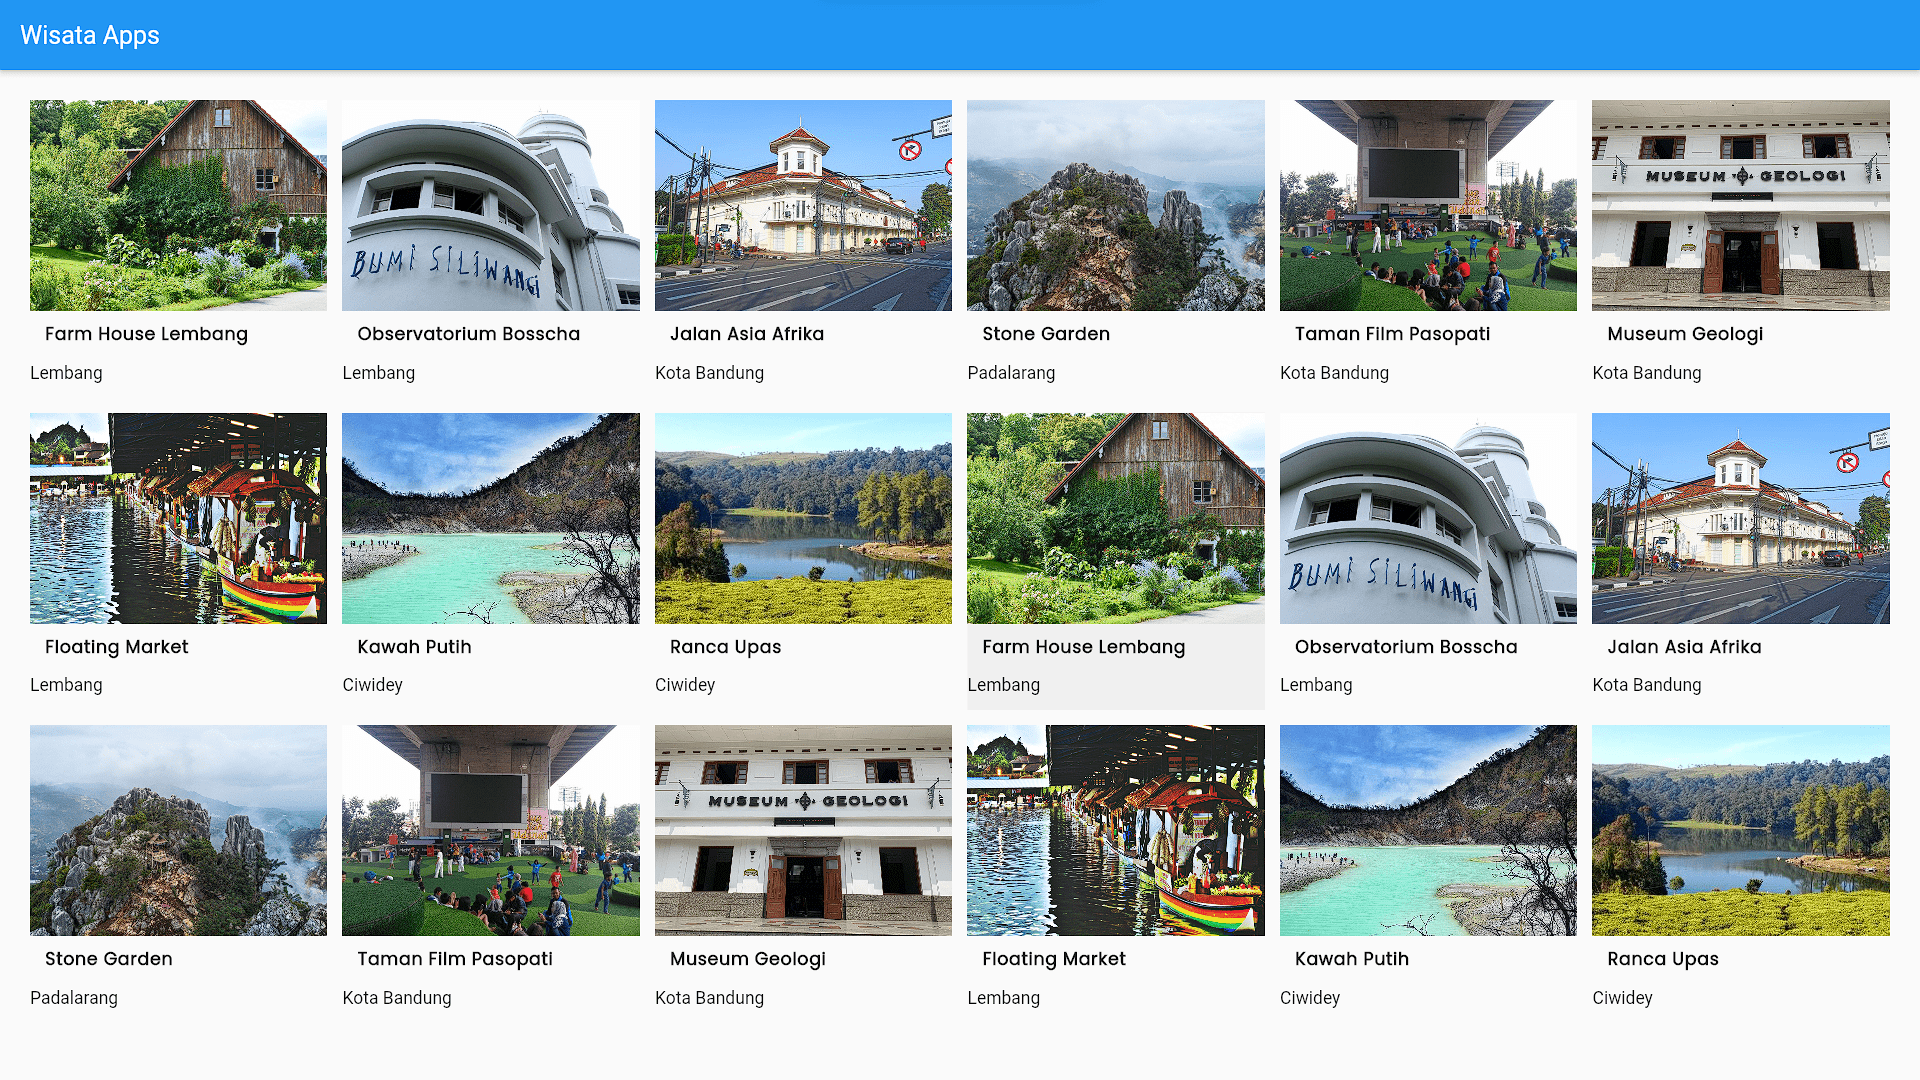 Wisata Apps
BUMI SILIWANGI
MUSEUM GEOLOGI
Farm House Lembang
Observatorium Bosscha
Jalan Asia Afrika
Stone Garden
Taman Film Pasopati
Museum Geologi
Lembang
Lembang
Kota Bandung
Padalarang
Kota Bandung
Kota Bandung
BUMI SILIWANGI
Floating Market
Kawah Putih
Ranca Upas
Farm House Lembang
Observatorium Bosscha
Jalan Asia Afrika
Lembang
Ciwidey
Ciwidey
Lembang
Lembang
Kota Bandung
MUSEUM GEOLOGI
Stone Garden
Taman Film Pasopati
Museum Geologi
Floating Market
Kawah Putih
Ranca Upas
Padalarang
Kota Bandung
Kota Bandung
Lembang
Ciwidey
Ciwidey